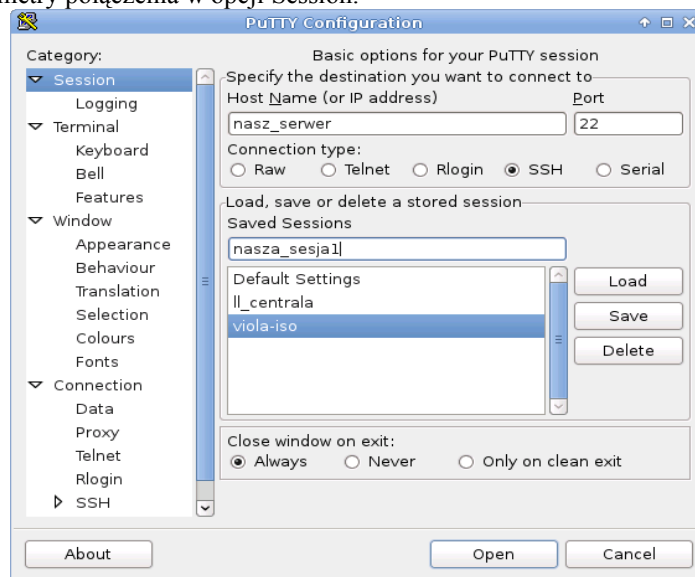 metry połączenia w opcji Session.
PuTTY Configuration
Category:
Session
Logging
Terminal
Keyboard
Bell
Features
Window
Appearance
Behaviour
Translation
Selection
Colours
Fonts
Connection
Data
Proxy
Telnet
Rlogin
SSH
Basic options for your PuTTY session
Specify the destination you want to connect to
Host Name (or IP address) Port
nasz_serwer 22
Connection type:
Raw Telnet Rlogin SSH Serial
Load, save or delete a stored session
Saved Sessions
nasza_sesja1
Default Settings
ll_centrala
viola-iso
Load
Save
Delete
Close window on exit:
Always Never Only on clean exit
About Open Cancel